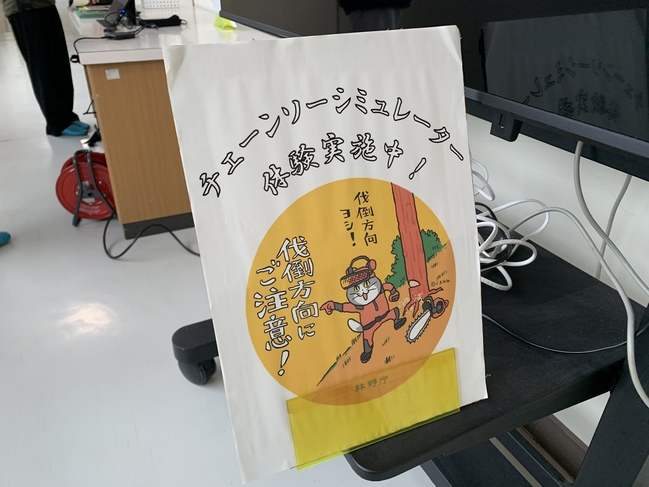 チェーンソーシミュレーター
体験実施中！
伐倒方向
ヨシ！
伐倒方向に
ご注意！
林野庁